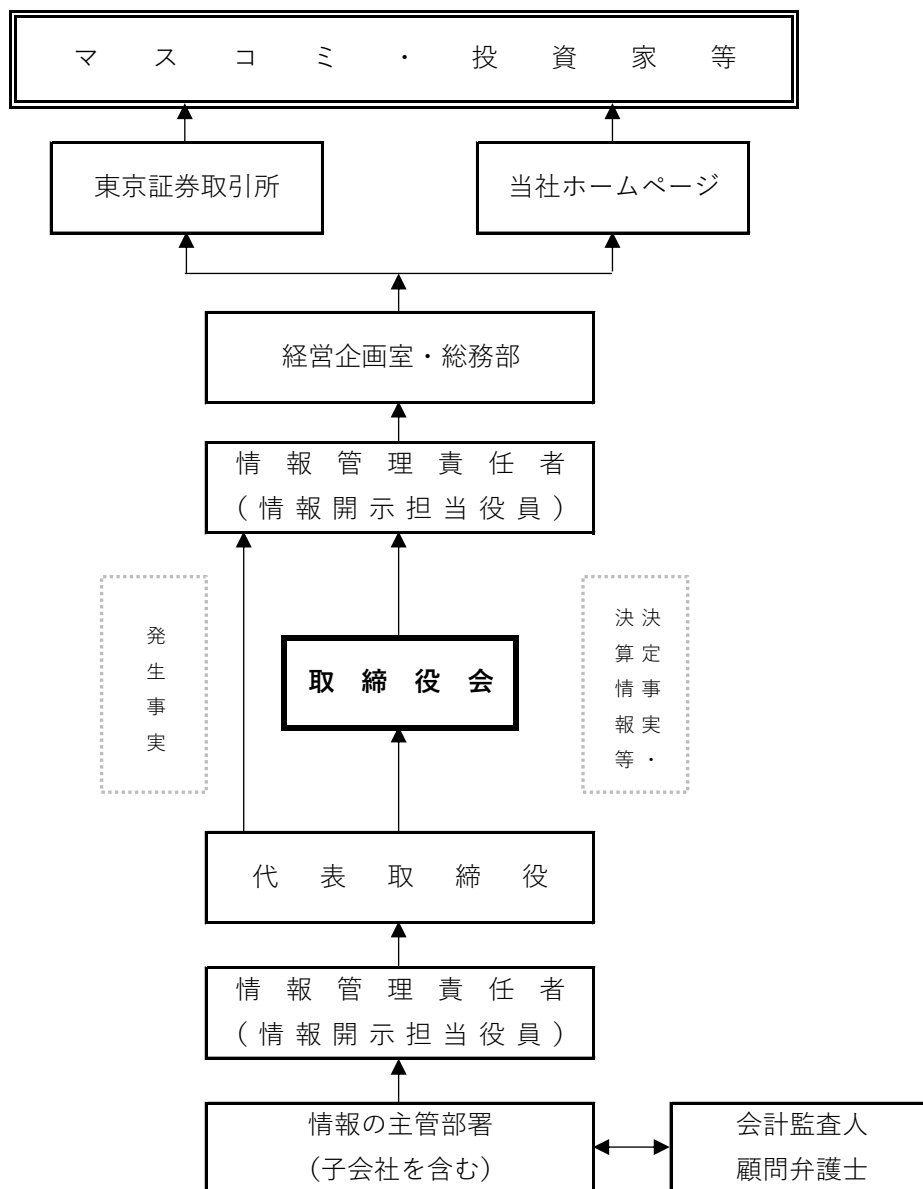 マスコミ・投資家等
東京証券取引所
当社ホームページ
経営企画室・総務部
情報管理責任者
(情報開示担当役員)
発生事実
取締役会
決定事実・
決算情報等
代表取締役
情報管理責任者
(情報開示担当役員)
情報の主管部署
(子会社を含む)
会計監査人
顧問弁護士